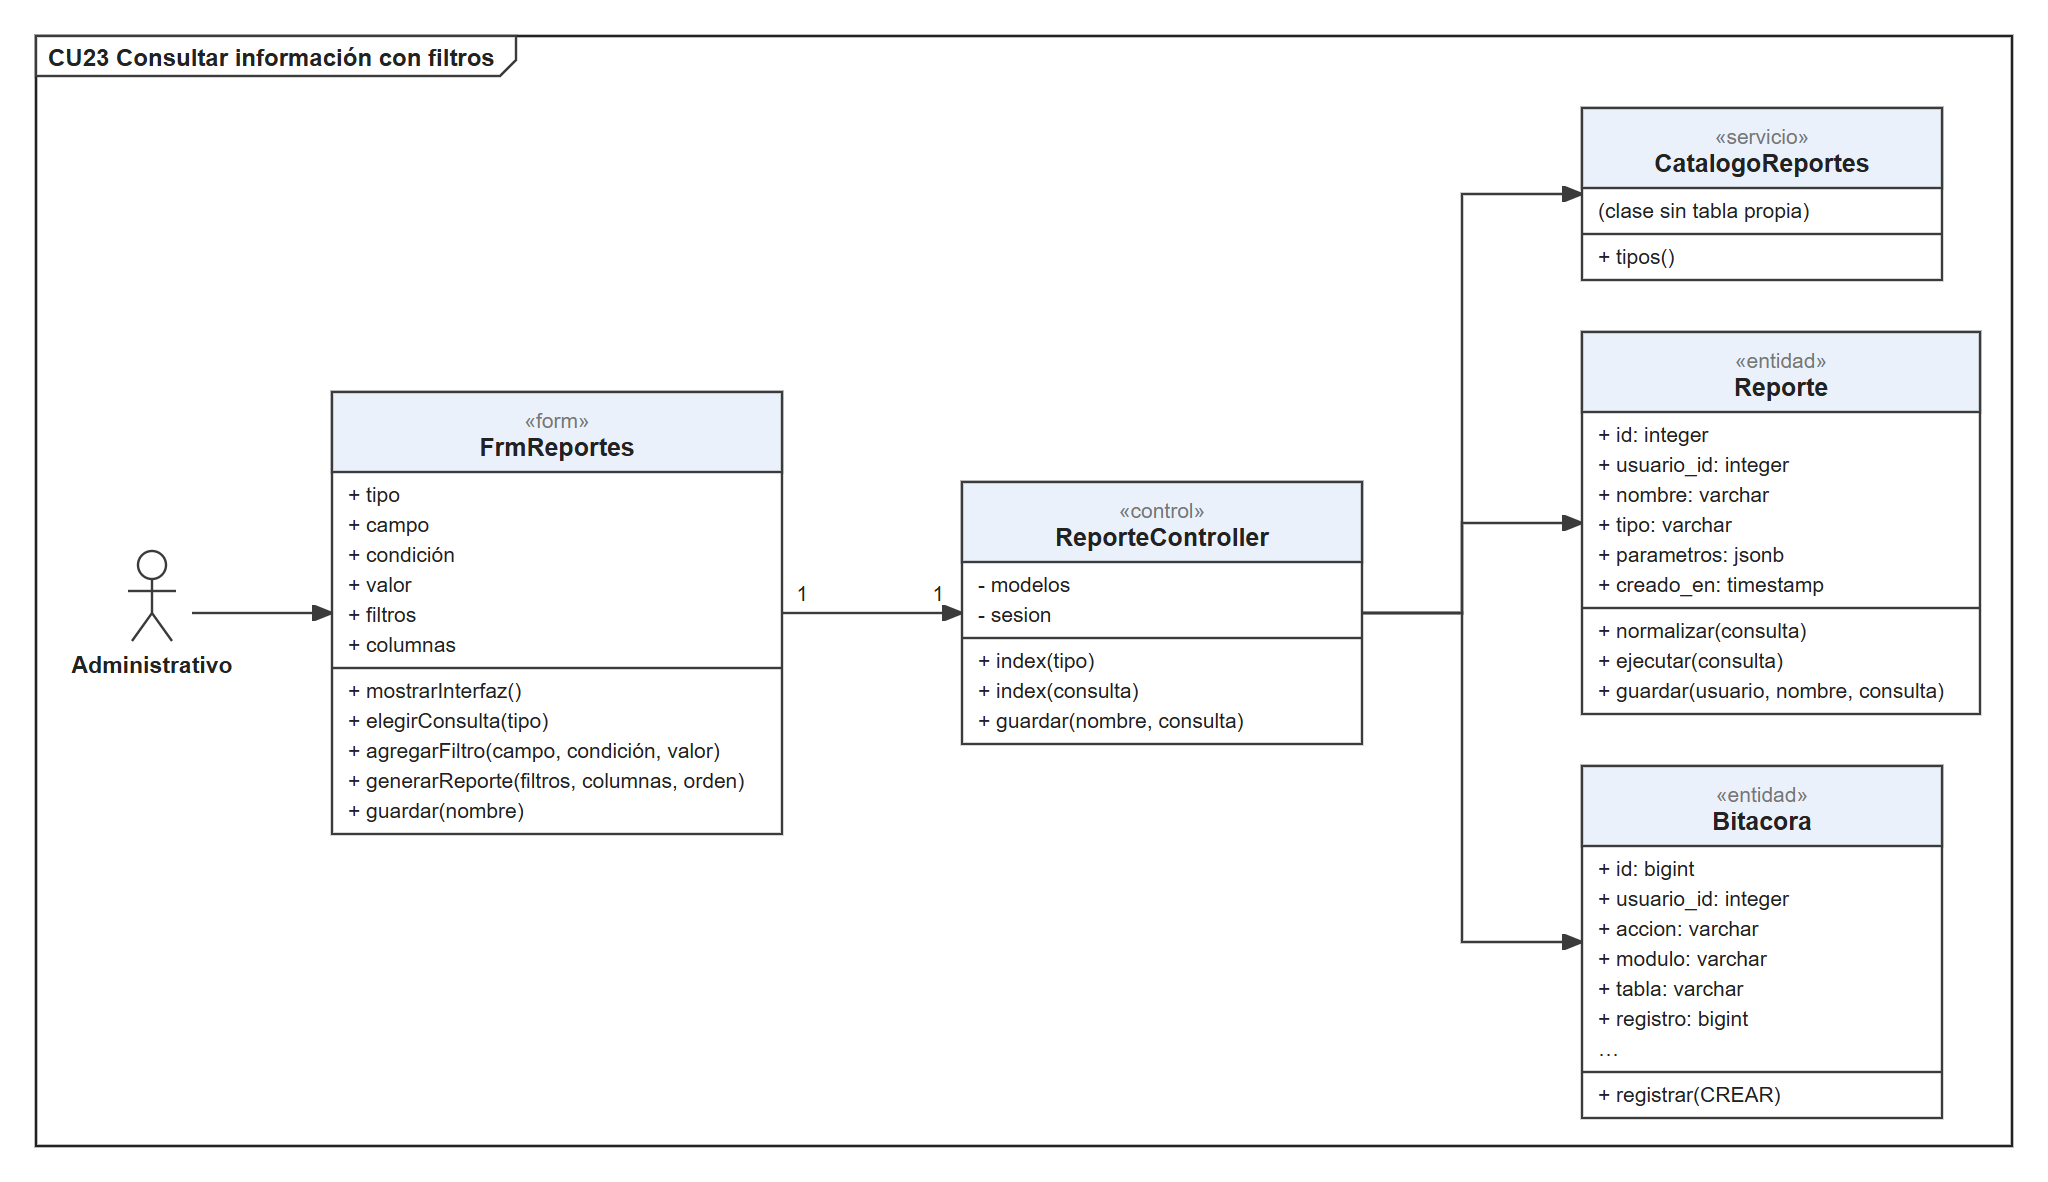 CU23 Consultar información con filtros
Administrativo
«form»
FrmReportes
+ tipo
+ campo
+ condición
+ valor
+ filtros
+ columnas
+ mostrarInterfaz()
+ elegirConsulta(tipo)
+ agregarFiltro(campo, condición, valor)
+ generarReporte(filtros, columnas, orden)
+ guardar(nombre)
1
1
«control»
ReporteController
- modelos
- sesion
+ index(tipo)
+ index(consulta)
+ guardar(nombre, consulta)
«servicio»
CatalogoReportes
(clase sin tabla propia)
+ tipos()
«entidad»
Reporte
+ id: integer
+ usuario_id: integer
+ nombre: varchar
+ tipo: varchar
+ parametros: jsonb
+ creado_en: timestamp
+ normalizar(consulta)
+ ejecutar(consulta)
+ guardar(usuario, nombre, consulta)
«entidad»
Bitacora
+ id: bigint
+ usuario_id: integer
+ accion: varchar
+ modulo: varchar
+ tabla: varchar
+ registro: bigint
…
+ registrar(CREAR)